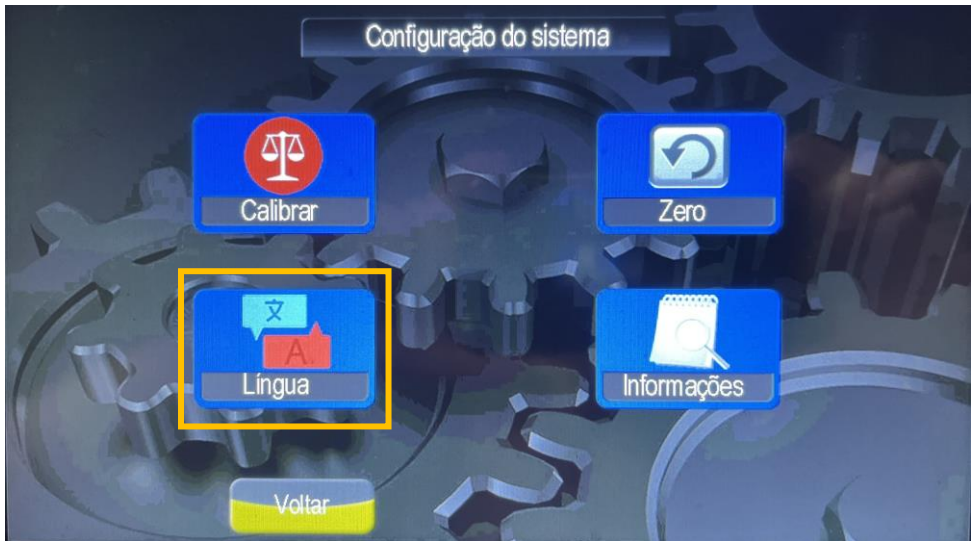 Configuração do sistema
Calibrar
Zero
文
A
Língua
Informações
Voltar